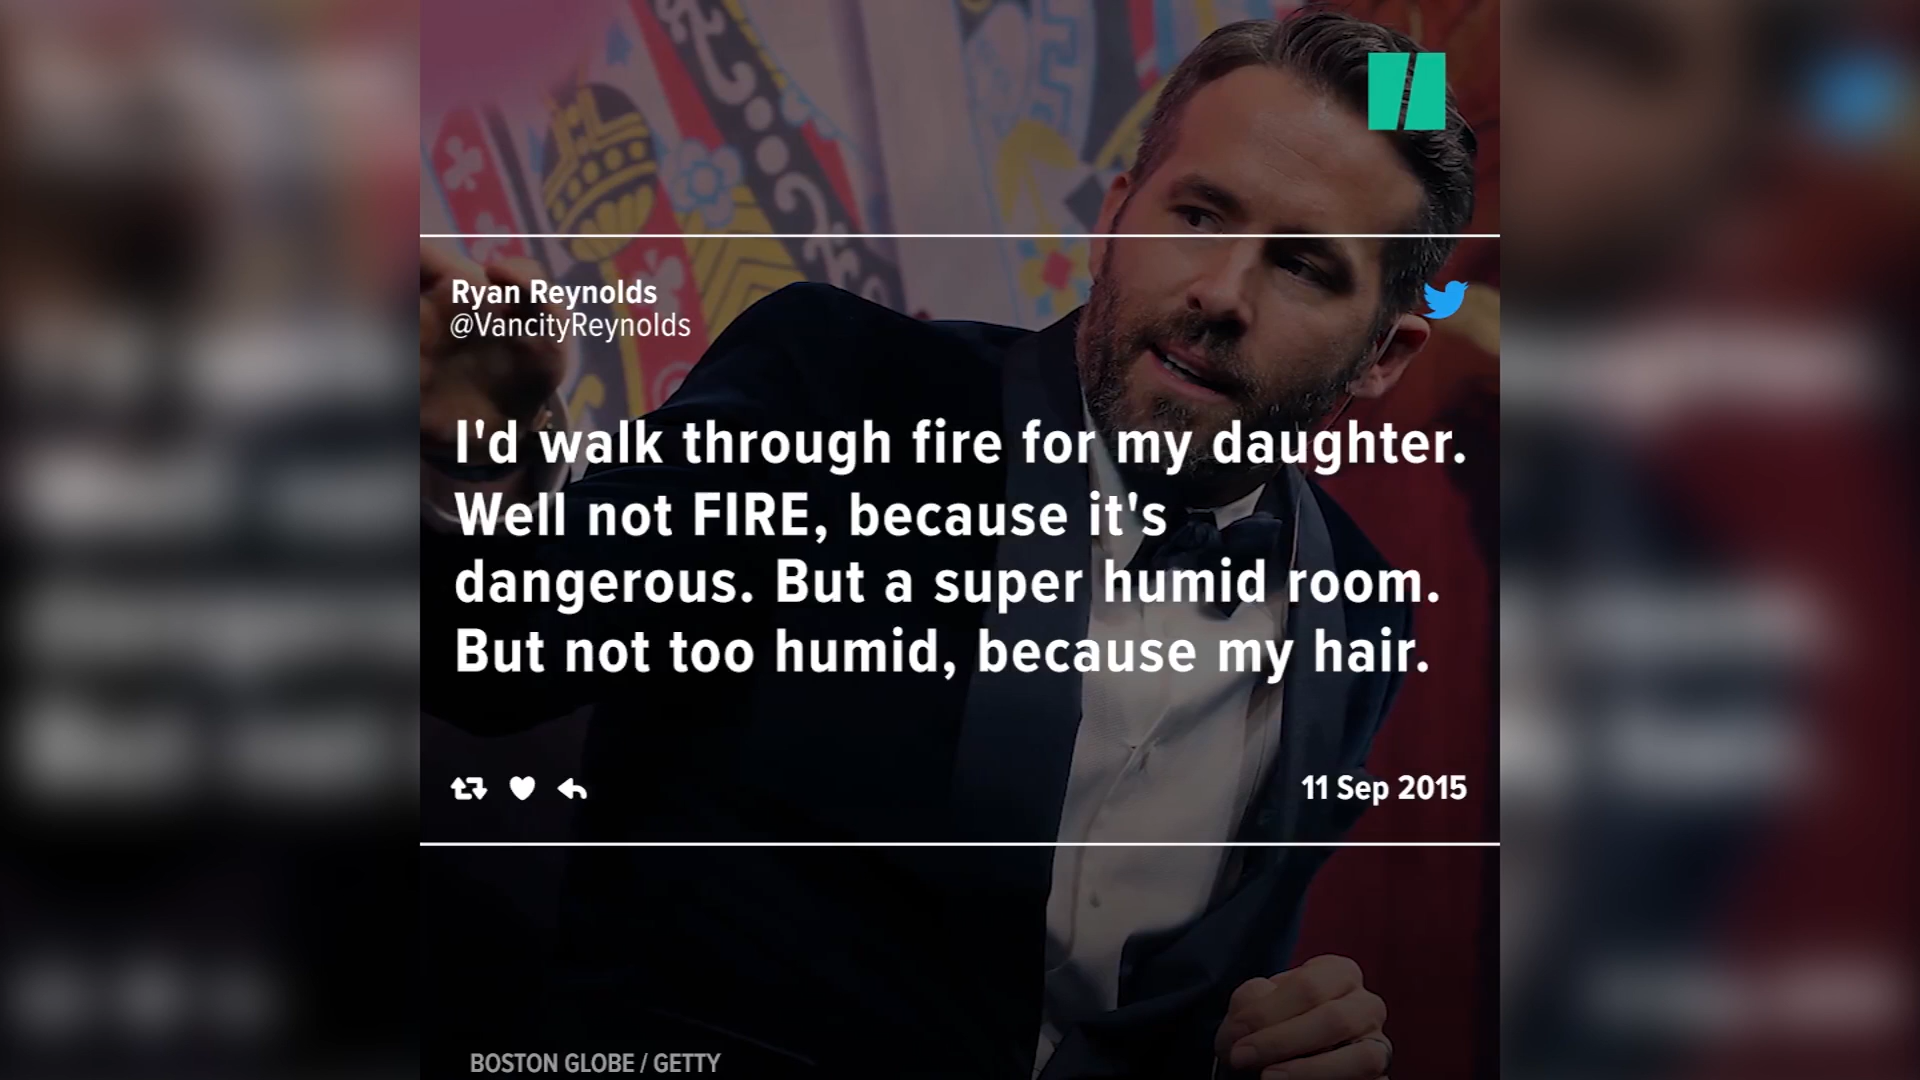 Ryan Reynolds
@VancityReynolds
I'd walk through fire for my daughter.
Well not FIRE, because it's
dangerous. But a super humid room.
But not too humid, because my hair.
11 Sep 2015
BOSTON GLOBE / GETTY